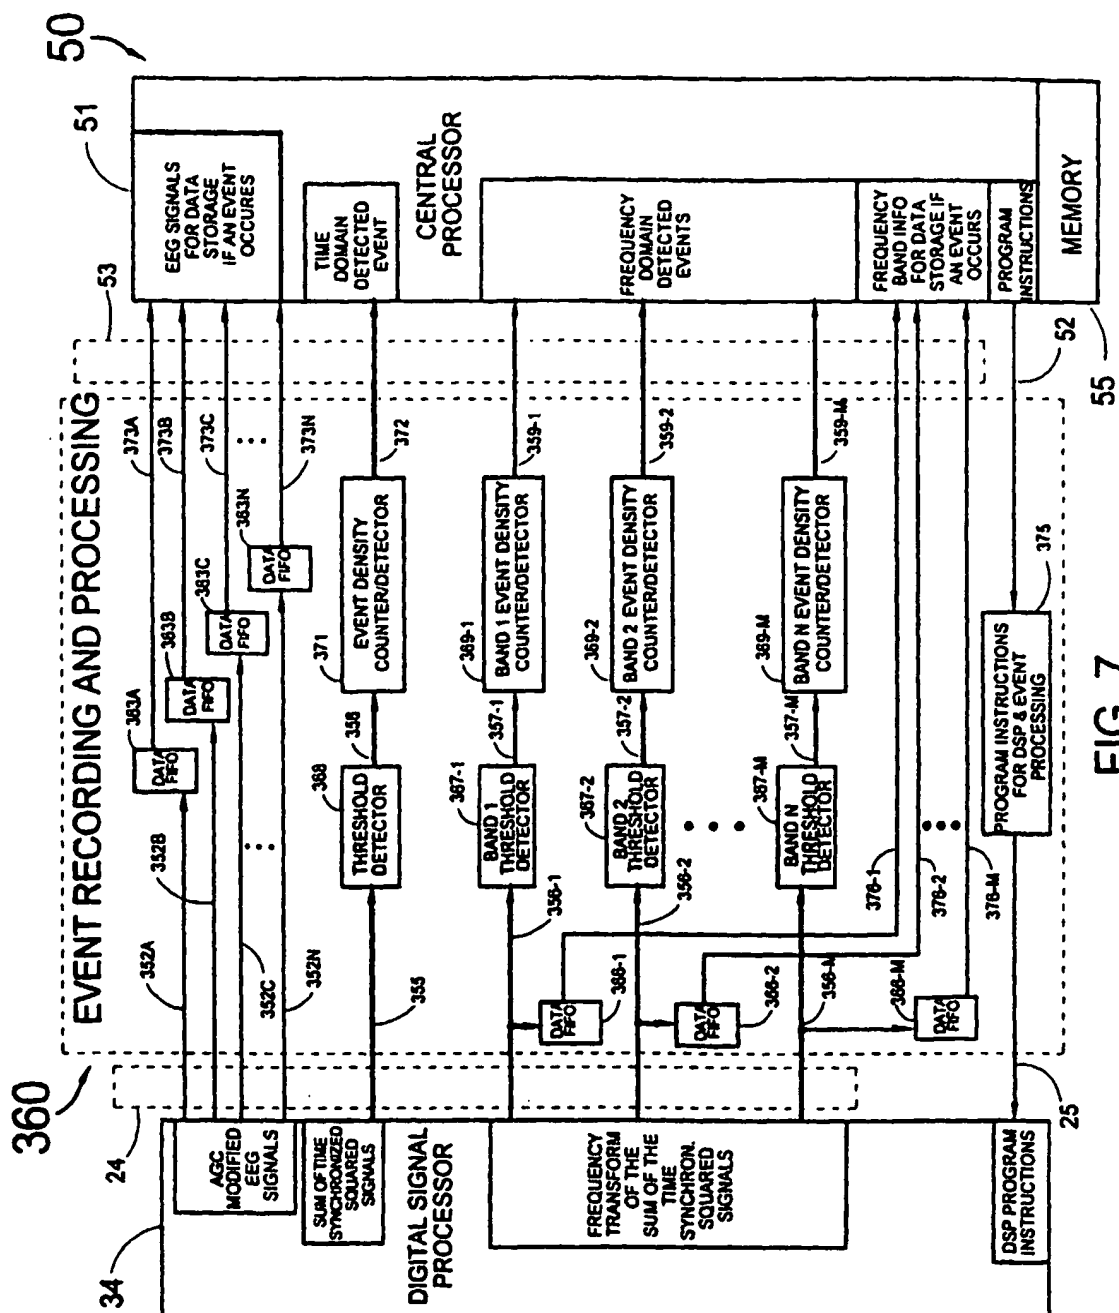 360
EVENT RECORDING AND PROCESSING
50
34
24
53
51
AGC
MODIFIED
EEG
SIGNALS
352A
352B
352C
352N
363A
DATA
FIFO
363B
DATA
FIFO
363C
DATA
FIFO
363N
DATA
FIFO
373A
373B
373C
373N
EEG SIGNALS
FOR DATA
STORAGE
IF AN EVENT
OCCURES
SUM OF TIME
SYNCHRONIZED
SQUARED
SIGNALS
355
368
THRESHOLD
DETECTOR
358
371
EVENT DENSITY
COUNTER/DETECTOR
372
TIME
DOMAIN
DETECTED
EVENT
DIGITAL SIGNAL
PROCESSOR
CENTRAL
PROCESSOR
FREQUENCY
TRANSFORM
OF THE
SUM OF THE
TIME
SYNCHRON.
SQUARED
SIGNALS
356-1
367-1
BAND 1
THRESHOLD
DETECTOR
357-1
369-1
BAND 1 EVENT DENSITY
COUNTER/DETECTOR
359-1
DATA
FIFO
366-1
356-2
367-2
BAND 2
THRESHOLD
DETECTOR
357-2
369-2
BAND 2 EVENT DENSITY
COUNTER/DETECTOR
359-2
FREQUENCY
DOMAIN
DETECTED
EVENTS
DATA
FIFO
366-2
356-M
367-M
BAND N
THRESHOLD
DETECTOR
357-M
369-M
BAND N EVENT DENSITY
COUNTER/DETECTOR
359-M
366-M
DATA
FIFO
376-1
376-2
376-M
FREQUENCY
BAND INFO
FOR DATA
STORAGE IF
AN EVENT
OCCURS
DSP PROGRAM
INSTRUCTIONS
25
PROGRAM INSTRUCTIONS
FOR DSP & EVENT
PROCESSING
375
52
PROGRAM
INSTRUCTIONS
MEMORY
55
FIG. 7